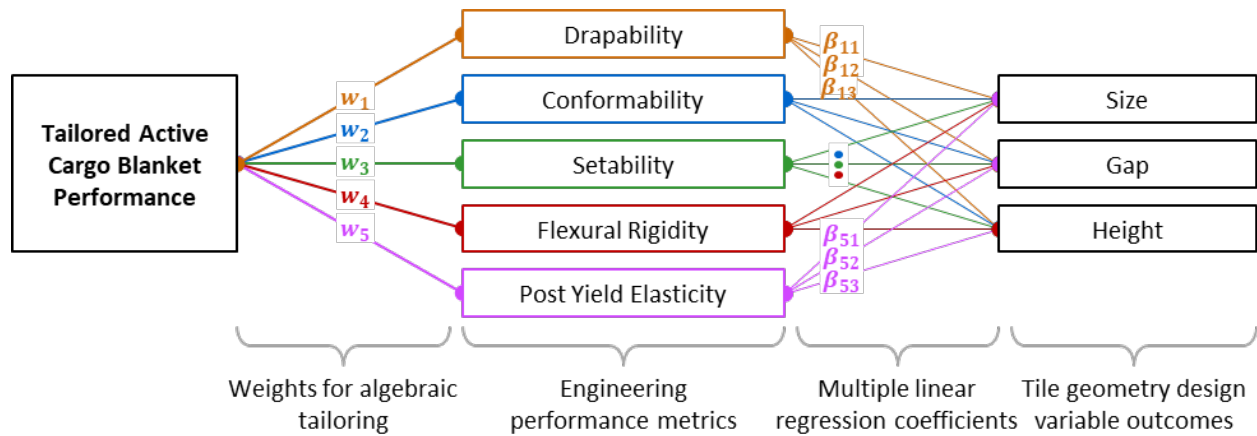 Tailored Active
Cargo Blanket
Performance
w₁
w₂
w₃
w₄
w₅
Drapability
Conformability
Setability
Flexural Rigidity
Post Yield Elasticity
β₁₁
β₁₂
β₁₃
β₅₁
β₅₂
β₅₃
Size
Gap
Height
Weights for algebraic
tailoring
Engineering
performance metrics
Multiple linear
regression coefficients
Tile geometry design
variable outcomes